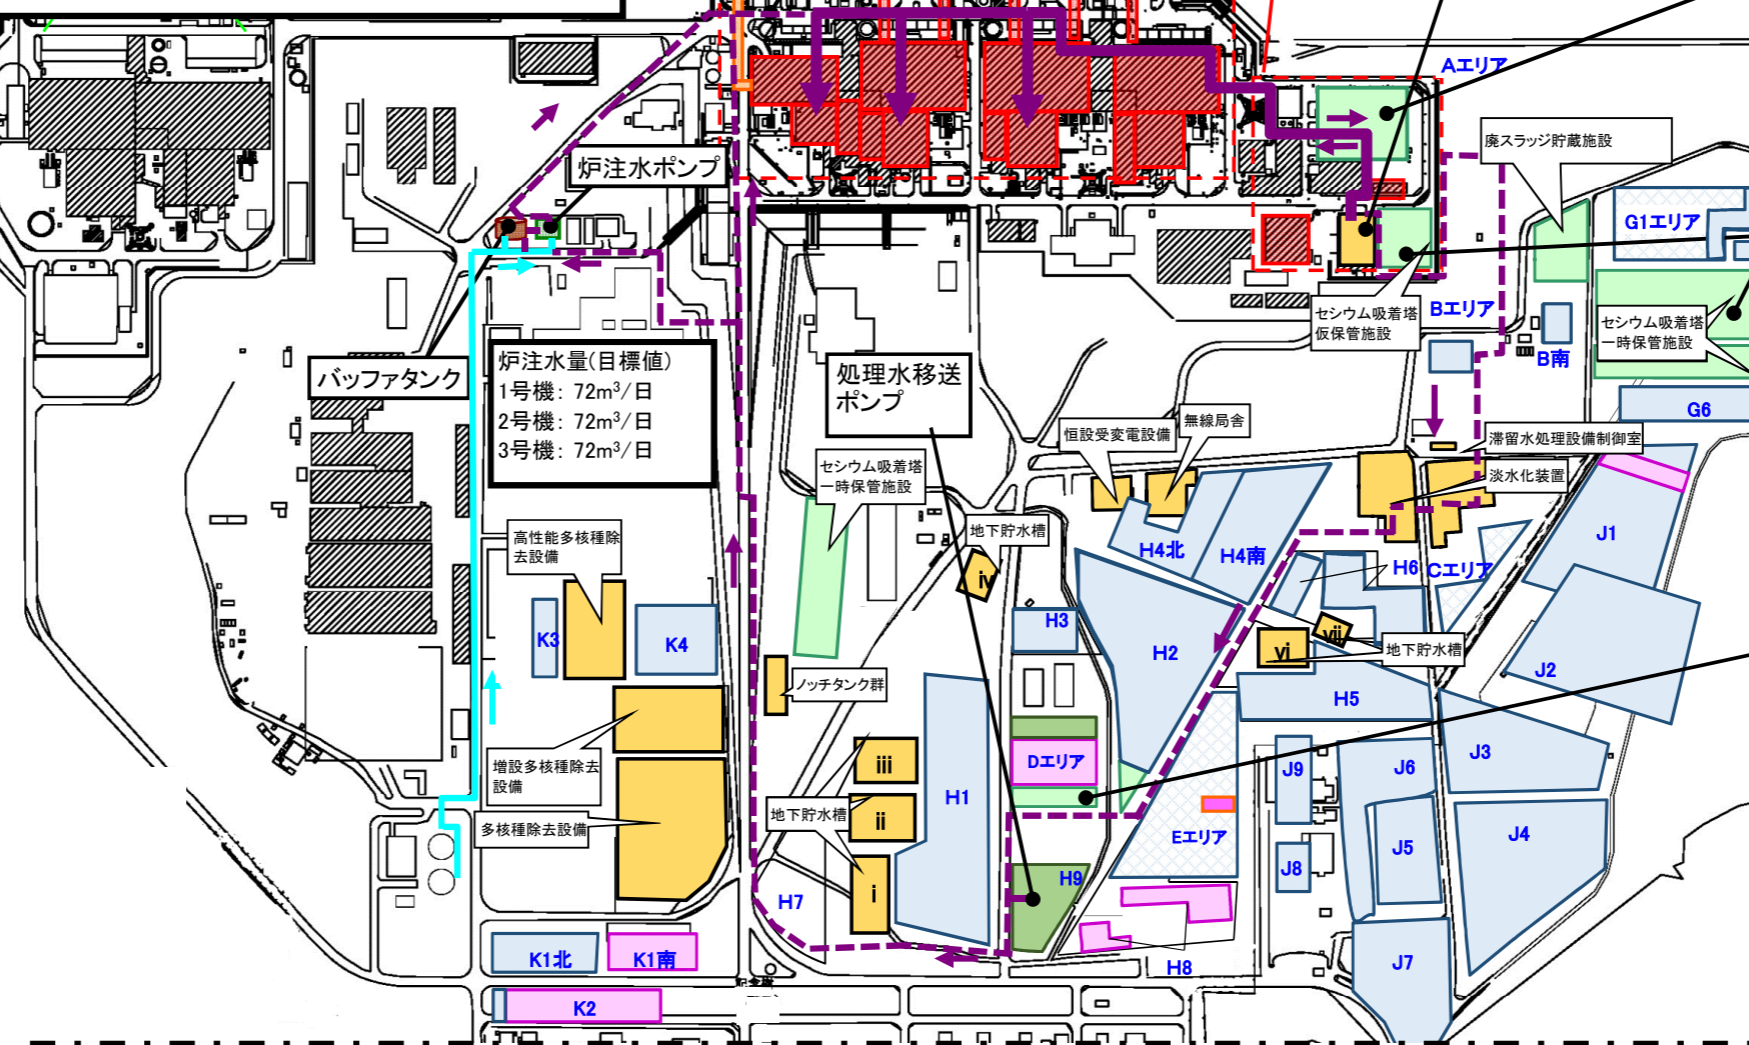 Aエリア
廃スラッジ貯蔵施設
炉注水ポンプ
G1エリア
セシウム吸着塔
仮保管施設
Bエリア
セシウム吸着塔
一時保管施設
B南
バッファタンク
炉注水量(目標値)
1号機: 72m³/日
2号機: 72m³/日
3号機: 72m³/日
処理水移送
ポンプ
G6
恒設受変電設備
無線局舎
滞留水処理設備制御室
淡水化装置
セシウム吸着塔
一時保管施設
高性能多核種除
去設備
地下貯水槽
iv
H4北
H4南
H6
Cエリア
J1
K3
K4
H3
H2
vi
vii
地下貯水槽
J2
ノッチタンク群
H5
iii
Dエリア
J9
J6
J3
増設多核種除去
設備
地下貯水槽
ii
H1
多核種除去設備
Eエリア
J5
J4
J8
i
H7
H9
K1北
K1南
H8
J7
K2